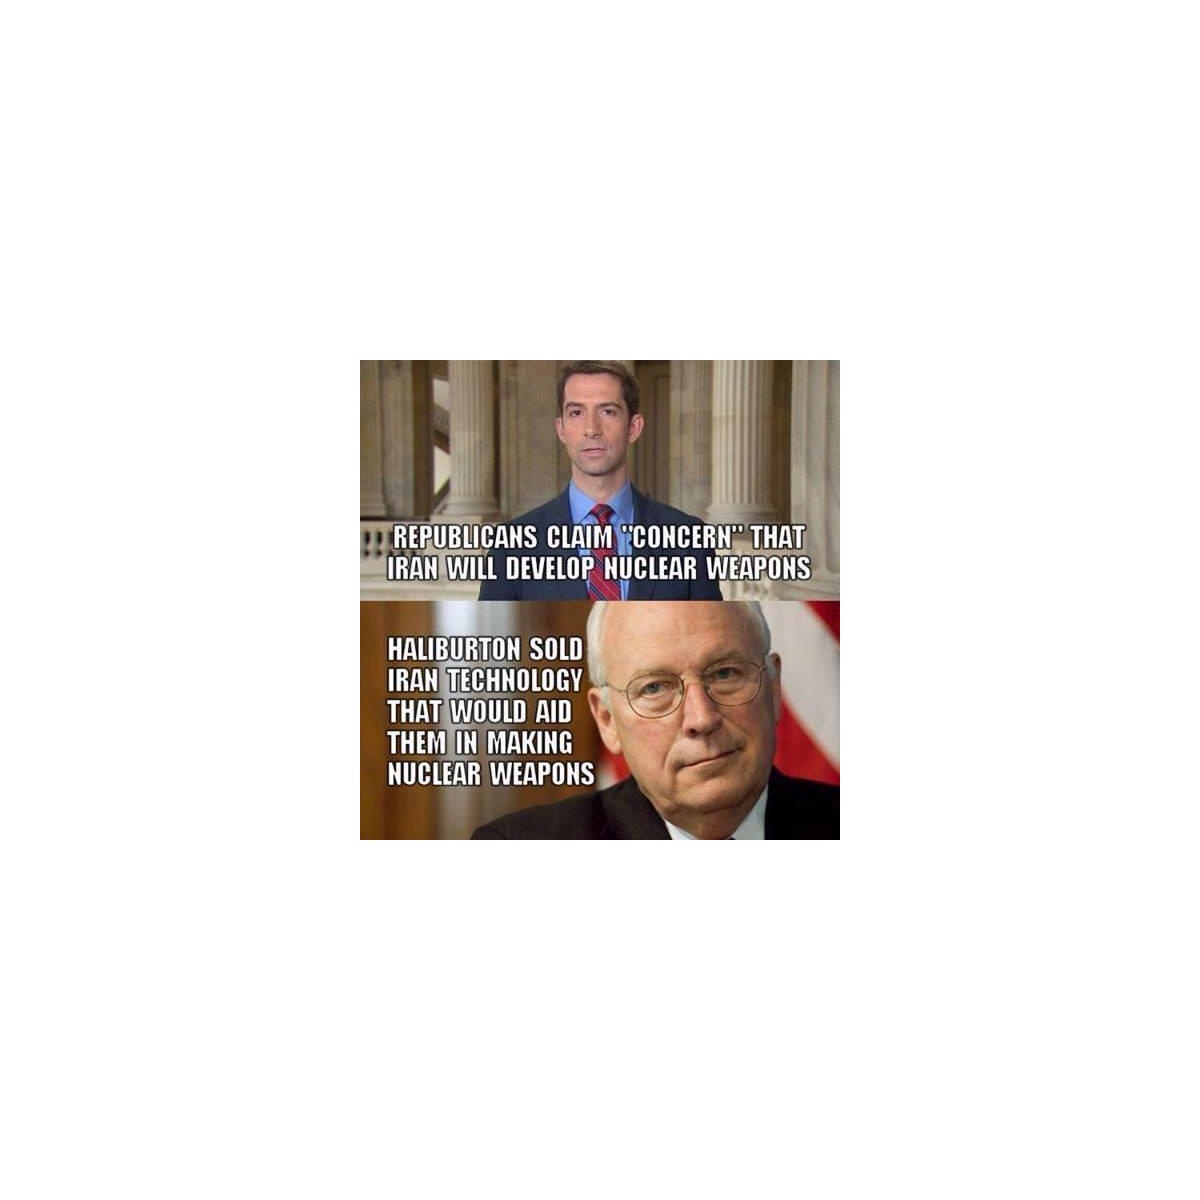 REPUBLICANS CLAIM "CONCERN" THAT
IRAN WILL DEVELOP NUCLEAR WEAPONS
HALIBURTON SOLD
IRAN TECHNOLOGY
THAT WOULD AID
THEM IN MAKING
NUCLEAR WEAPONS